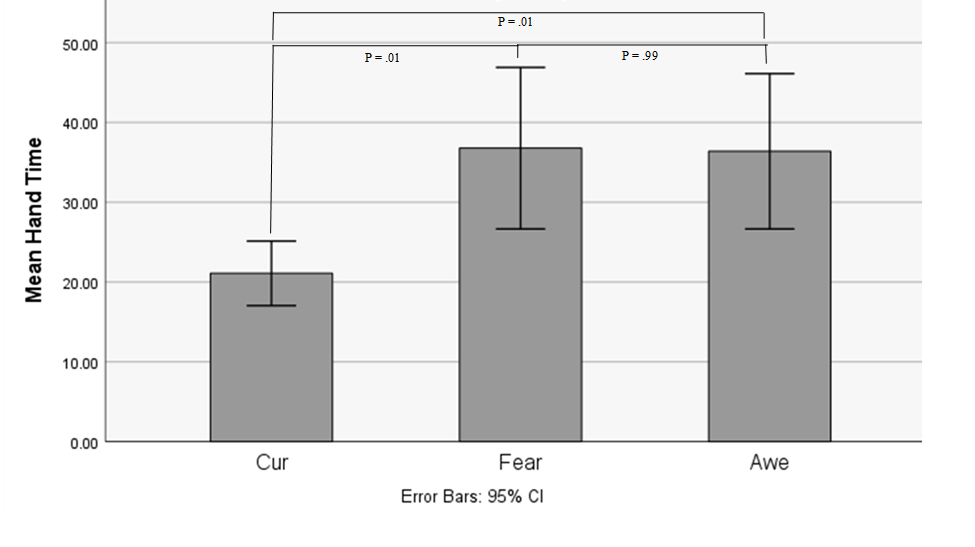 P = .01
50.00
P = .01
P = .99
40.00
30.00
20.00
10.00
0.00
Mean Hand Time
Cur
Fear
Awe
Error Bars: 95% CI